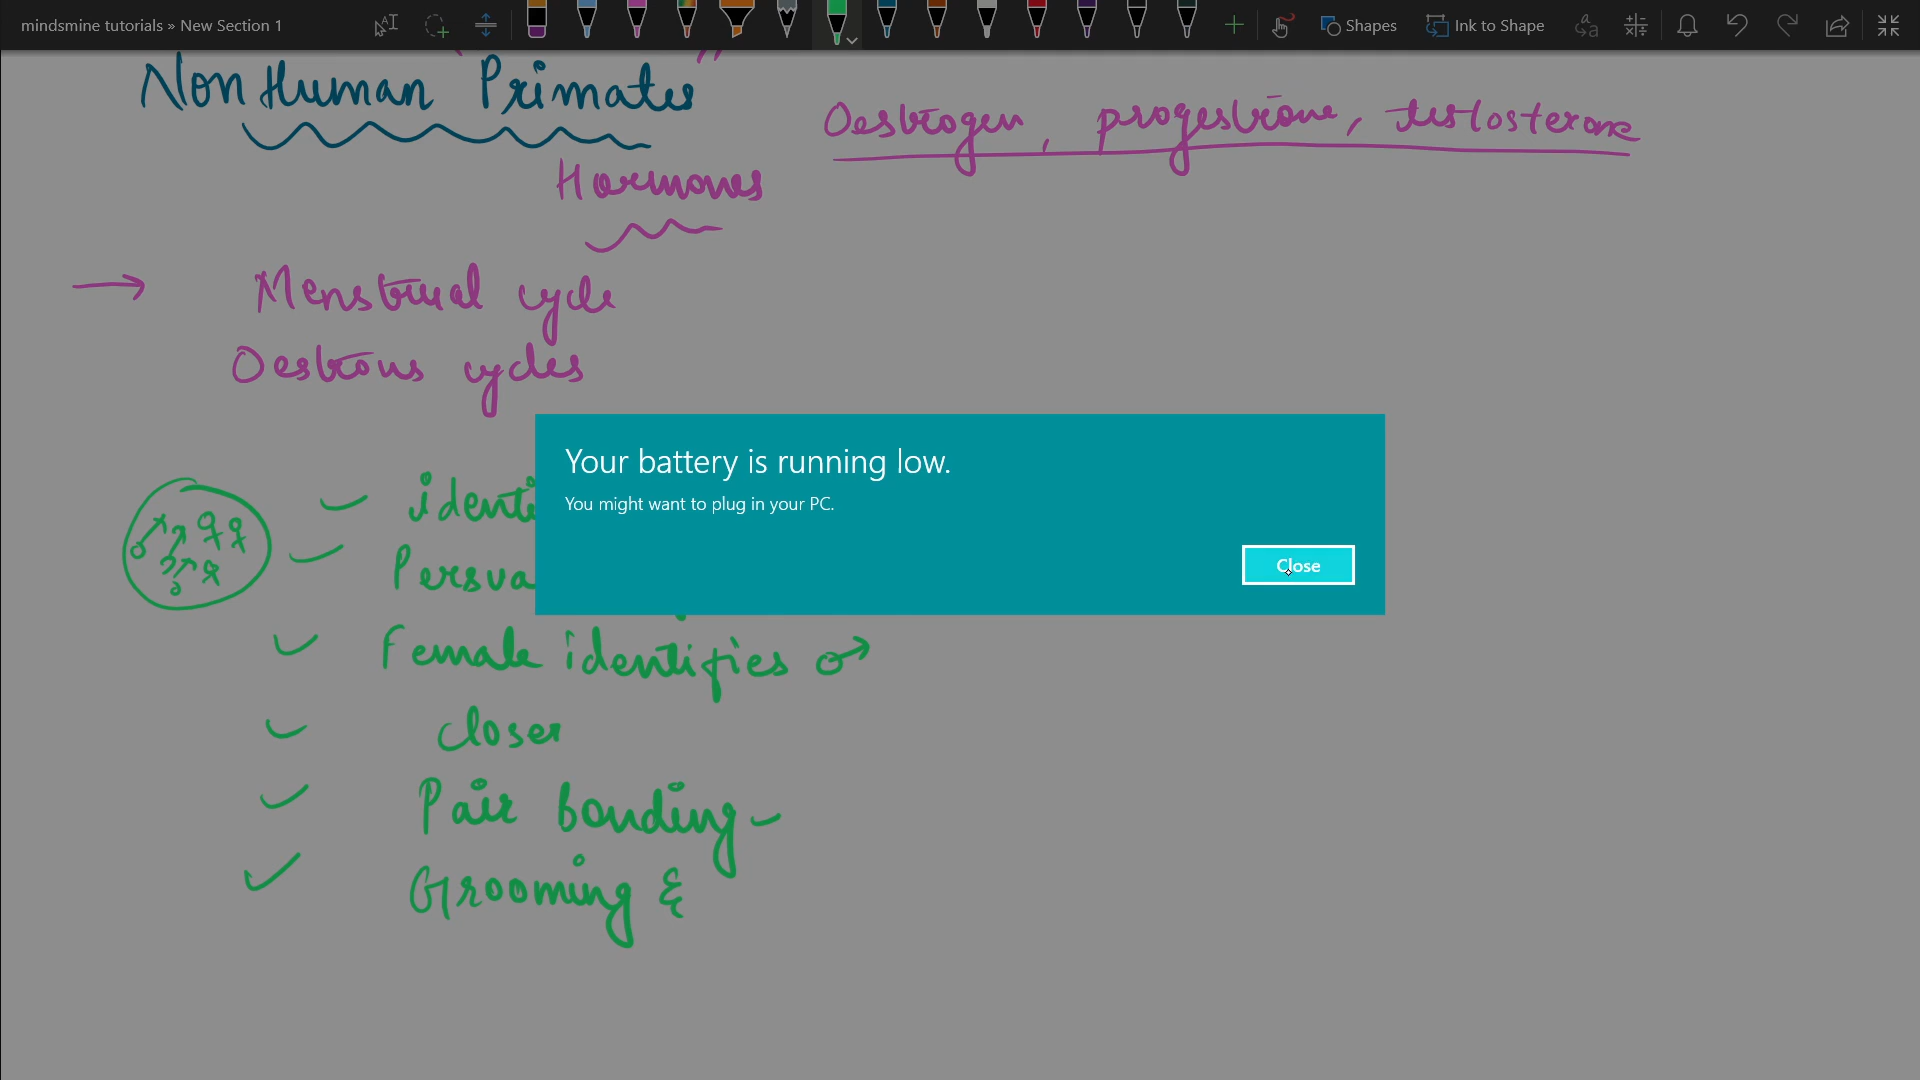 mindsmine tutorials » New Section 1
Shapes
Ink to Shape
Non Human Primates"
Oestrogen, progestrone, testosterone
Hormones
Menstrual cycle
Oestrous cycles
Your battery is running low.
You might want to plug in your PC.
Close
Female identifies
closer
Pair bonding -
Grooming &